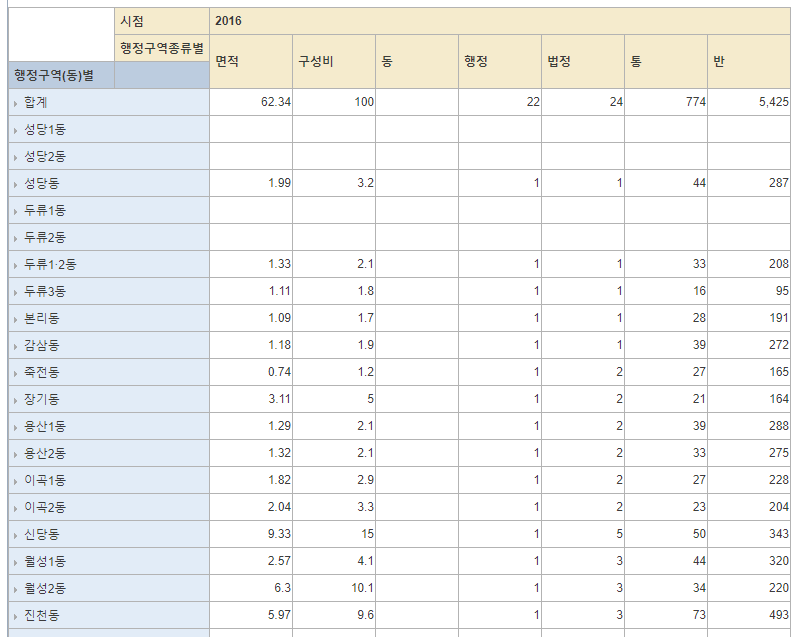 시점 2016
행정구역종류별 면적 구성비 동 행정 법정 통 반
행정구역(동)별
합계 62.34 100 22 24 774 5,425
성당1동
성당2동
성당동 1.99 3.2 1 1 44 287
두류1동
두류2동
두류1·2동 1.33 2.1 1 1 33 208
두류3동 1.11 1.8 1 1 16 95
본리동 1.09 1.7 1 1 28 191
감삼동 1.18 1.9 1 1 39 272
죽전동 0.74 1.2 1 2 27 165
장기동 3.11 5 1 2 21 164
용산1동 1.29 2.1 1 2 39 288
용산2동 1.32 2.1 1 2 33 275
이곡1동 1.82 2.9 1 2 27 228
이곡2동 2.04 3.3 1 2 23 204
신당동 9.33 15 1 5 50 343
월성1동 2.57 4.1 1 3 44 320
월성2동 6.3 10.1 1 3 34 220
진천동 5.97 9.6 1 3 73 493